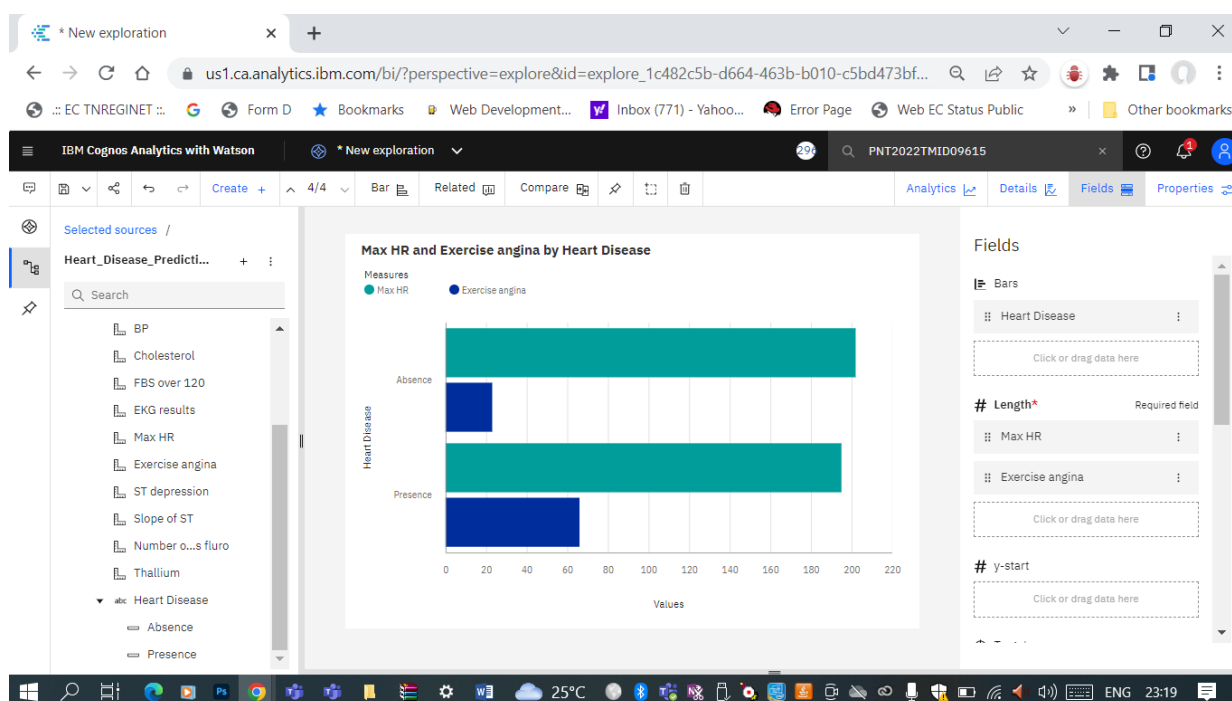 * New exploration
us1.ca.analytics.ibm.com/bi/?perspective=explore&id=explore_1c482c5b-d664-463b-b010-c5bd473bf...
.:: EC TNREGINET ::. Form D Bookmarks Web Development... Inbox (771) - Yahoo... Error Page Web EC Status Public » Other bookmarks
IBM Cognos Analytics with Watson * New exploration 296 PNT2022TMID09615
Create + 4/4 Bar Related Compare Analytics Details Fields Properties
Selected sources /
Heart_Disease_Predicti...
Search
BP
Cholesterol
FBS over 120
EKG results
Max HR
Exercise angina
ST depression
Slope of ST
Number o...s fluro
Thallium
abc Heart Disease
Absence
Presence
Max HR and Exercise angina by Heart Disease
Measures
Max HR Exercise angina
Heart Disease
Absence
Presence
0 20 40 60 80 100 120 140 160 180 200 220
Values
Fields
Bars
Heart Disease
Click or drag data here
# Length* Required field
Max HR
Exercise angina
Click or drag data here
# y-start
Click or drag data here
25°C ENG 23:19